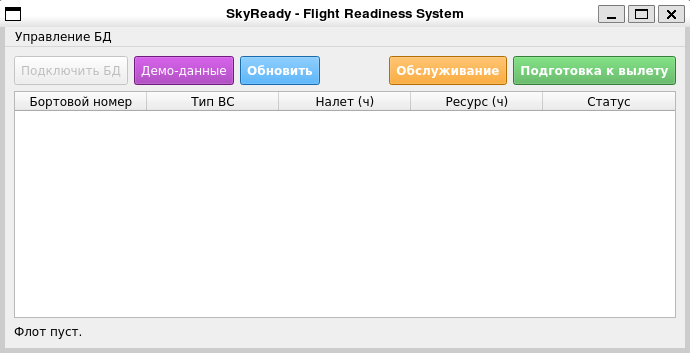 SkyReady - Flight Readiness System
Управление БД
Подключить БД Демо-данные Обновить Обслуживание Подготовка к вылету
Бортовой номер Тип ВС Налет (ч) Ресурс (ч) Статус
Флот пуст.